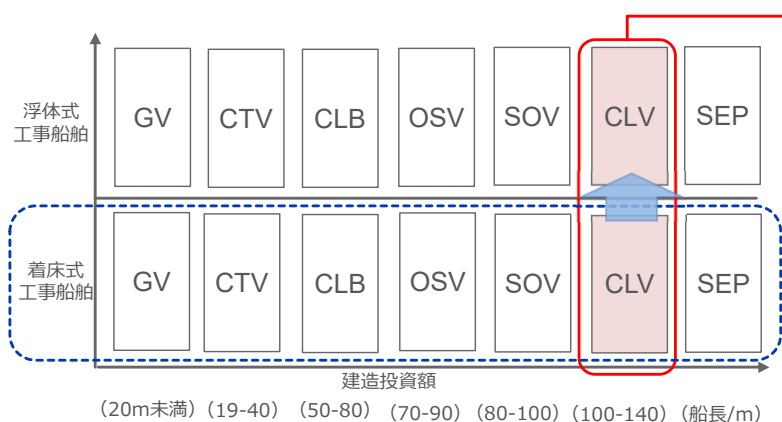 浮体式
工事船舶
GV CTV CLB OSV SOV CLV SEP
着床式
工事船舶
GV CTV CLB OSV SOV CLV SEP
建造投資額
（20m未満）（19-40）（50-80）（70-90）（80-100）（100-140）（船長/m）